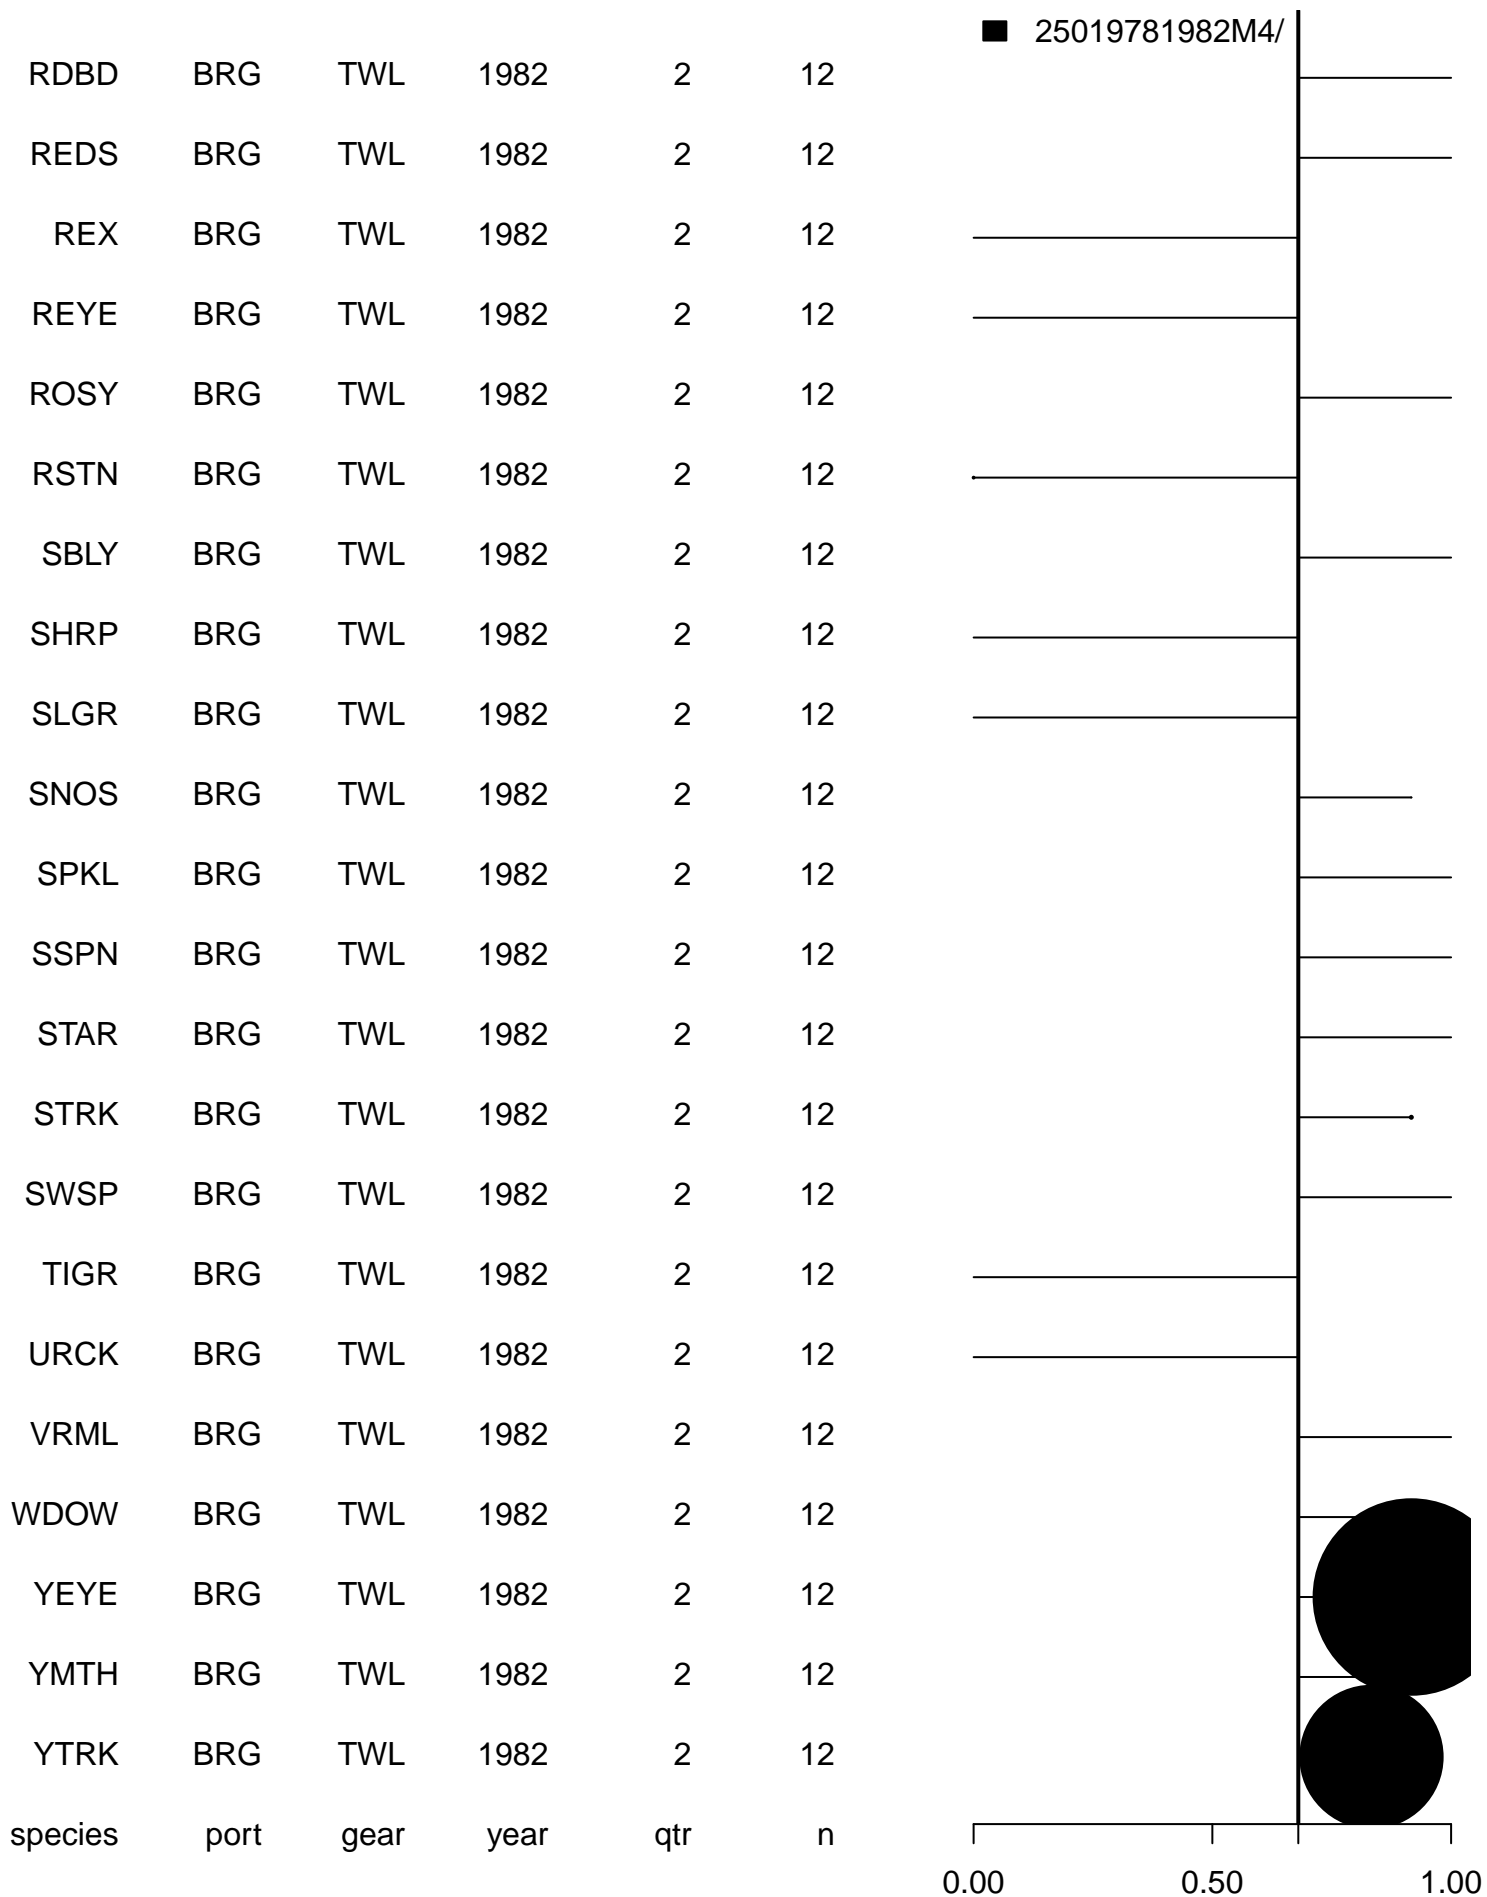 25019781982M4/
RDBD BRG TWL 1982 2 12
REDS BRG TWL 1982 2 12
REX BRG TWL 1982 2 12
REYE BRG TWL 1982 2 12
ROSY BRG TWL 1982 2 12
RSTN BRG TWL 1982 2 12
SBLY BRG TWL 1982 2 12
SHRP BRG TWL 1982 2 12
SLGR BRG TWL 1982 2 12
SNOS BRG TWL 1982 2 12
SPKL BRG TWL 1982 2 12
SSPN BRG TWL 1982 2 12
STAR BRG TWL 1982 2 12
STRK BRG TWL 1982 2 12
SWSP BRG TWL 1982 2 12
TIGR BRG TWL 1982 2 12
URCK BRG TWL 1982 2 12
VRML BRG TWL 1982 2 12
WDOW BRG TWL 1982 2 12
YEYE BRG TWL 1982 2 12
YMTH BRG TWL 1982 2 12
YTRK BRG TWL 1982 2 12
species port gear year qtr n
0.00 0.50 1.00